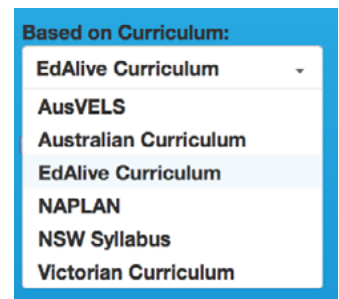 Based on Curriculum:
EdAlive Curriculum
AusVELS
Australian Curriculum
EdAlive Curriculum
NAPLAN
NSW Syllabus
Victorian Curriculum